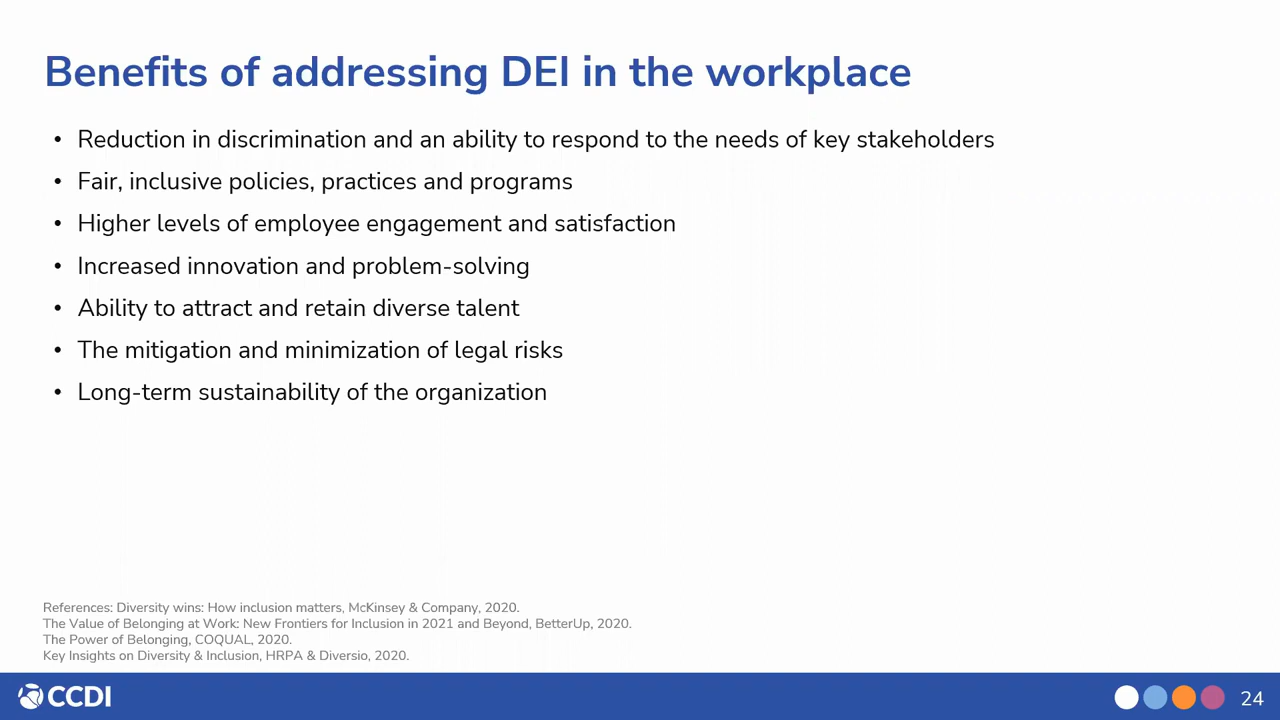 Benefits of addressing DEI in the workplace
• Reduction in discrimination and an ability to respond to the needs of key stakeholders
• Fair, inclusive policies, practices and programs
• Higher levels of employee engagement and satisfaction
• Increased innovation and problem-solving
• Ability to attract and retain diverse talent
• The mitigation and minimization of legal risks
• Long-term sustainability of the organization
References: Diversity wins: How inclusion matters, McKinsey & Company, 2020.
The Value of Belonging at Work: New Frontiers for Inclusion in 2021 and Beyond, BetterUp, 2020.
The Power of Belonging, COQUAL, 2020.
Key Insights on Diversity & Inclusion, HRPA & Diversio, 2020.
CCDI
24